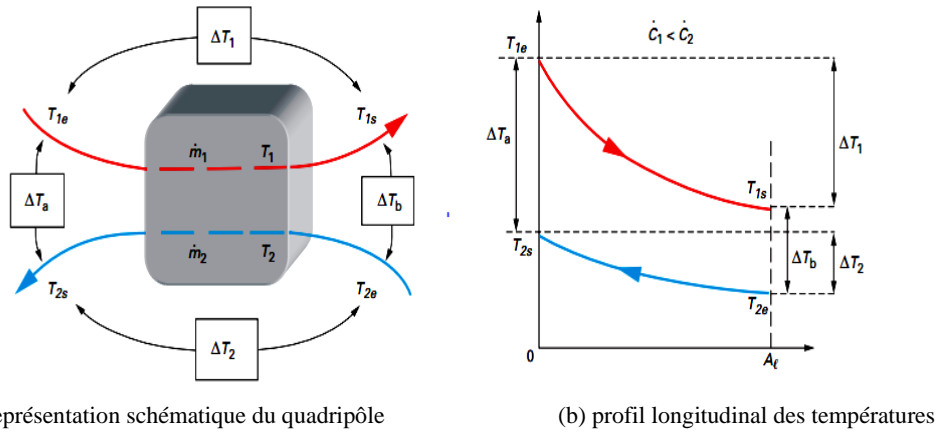 ΔT1
T1e
T1s
ṁ1
T1
ΔTa
ΔTb
ṁ2
T2
T2s
T2e
ΔT2
eprésentation schématique du quadripôle
Ċ1 < Ċ2
T1e
ΔTa
ΔT1
T1s
T2s
ΔTb
ΔT2
T2e
0
Aℓ
(b) profil longitudinal des températures